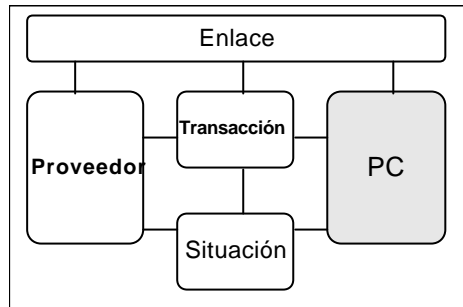 Enlace
Transacción
Proveedor
PC
Situación